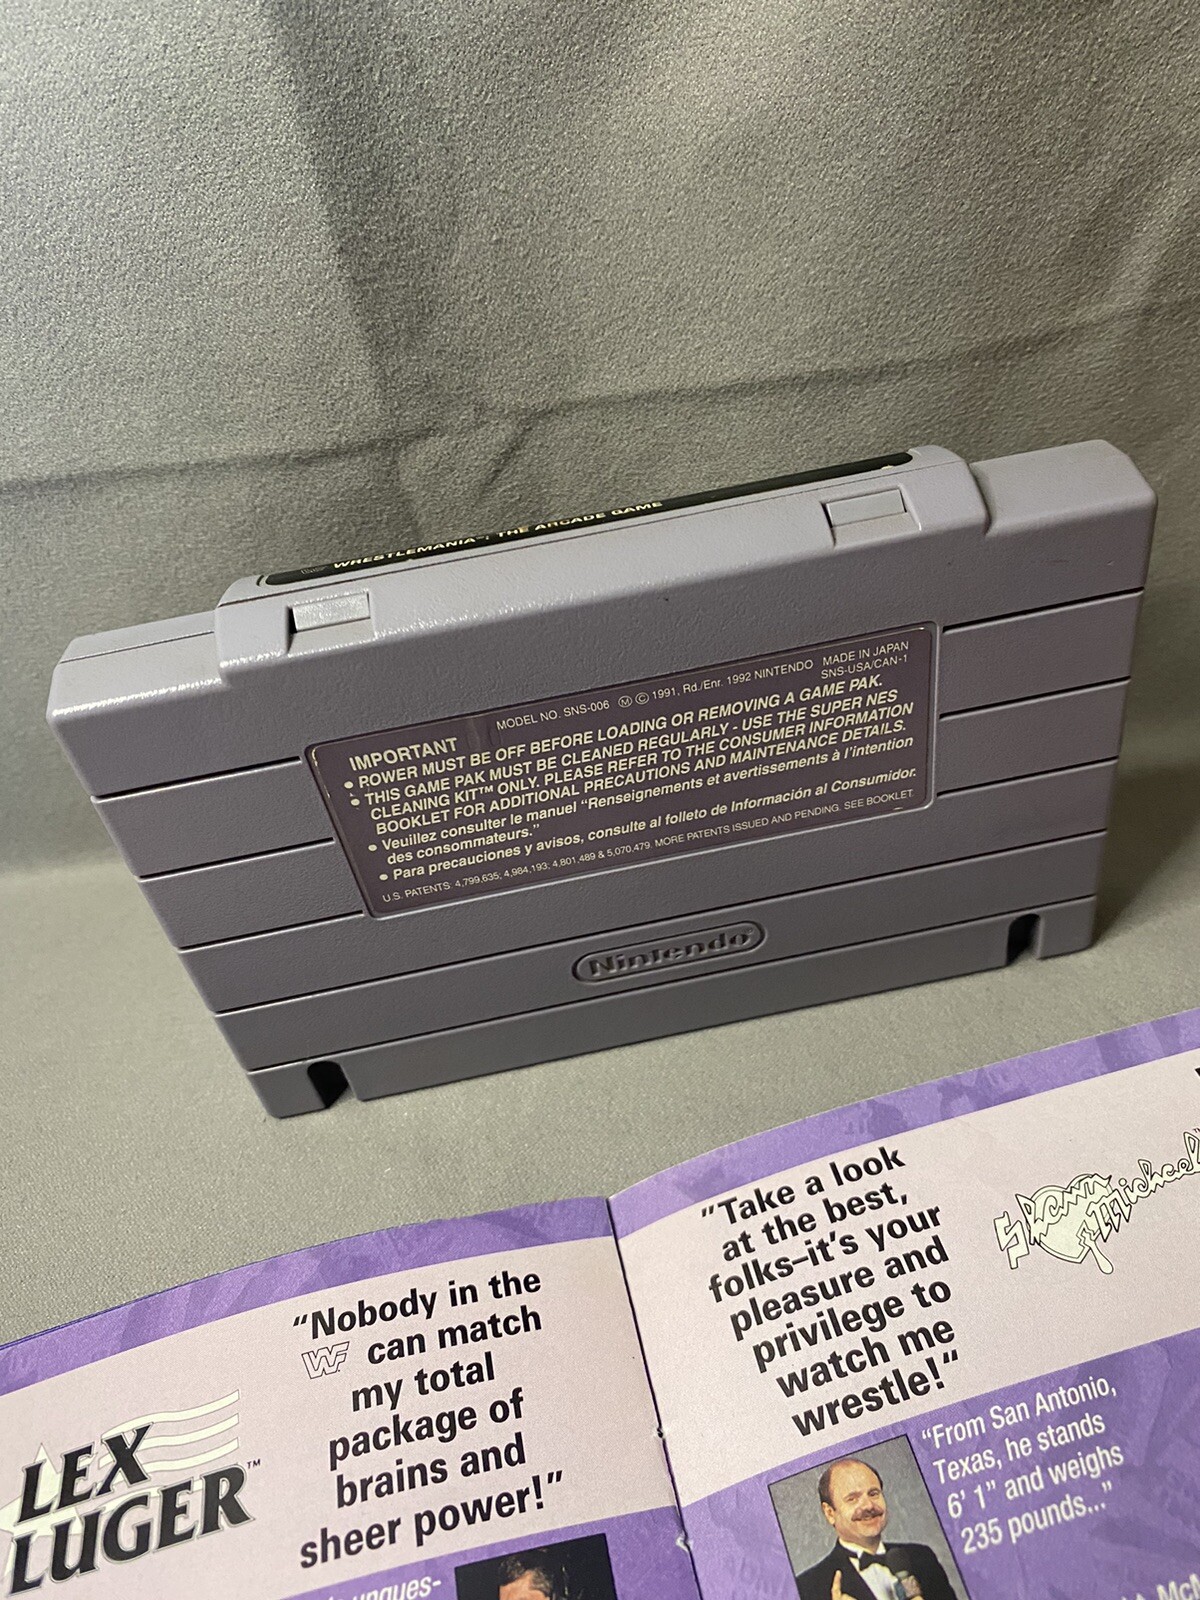 WF WRESTLEMANIA™: THE ARCADE GAME
MODEL NO. SNS-006 Ⓜ © 1991, Rd./Enr. 1992 NINTENDO
MADE IN JAPAN
SNS-USA/CAN-1
IMPORTANT
• POWER MUST BE OFF BEFORE LOADING OR REMOVING A GAME PAK.
• THIS GAME PAK MUST BE CLEANED REGULARLY - USE THE SUPER NES
CLEANING KIT™ ONLY. PLEASE REFER TO THE CONSUMER INFORMATION
BOOKLET FOR ADDITIONAL PRECAUTIONS AND MAINTENANCE DETAILS.
• Veuillez consulter le manuel "Renseignements et avertissements à l'intention
des consommateurs."
• Para precauciones y avisos, consulte al folleto de Información al Consumidor.
U.S. PATENTS: 4,799,635; 4,984,193; 4,801,489 & 5,070,479. MORE PATENTS ISSUED AND PENDING. SEE BOOKLET.
Nintendo®
LEX
LUGER™
"Nobody in the
WF can match
my total
package of
brains and
sheer power!"
"Take a look
at the best,
folks–it's your
pleasure and
privilege to
watch me
wrestle!"
Shawn
Michaels
"From San Antonio,
Texas, he stands
6' 1" and weighs
235 pounds..."